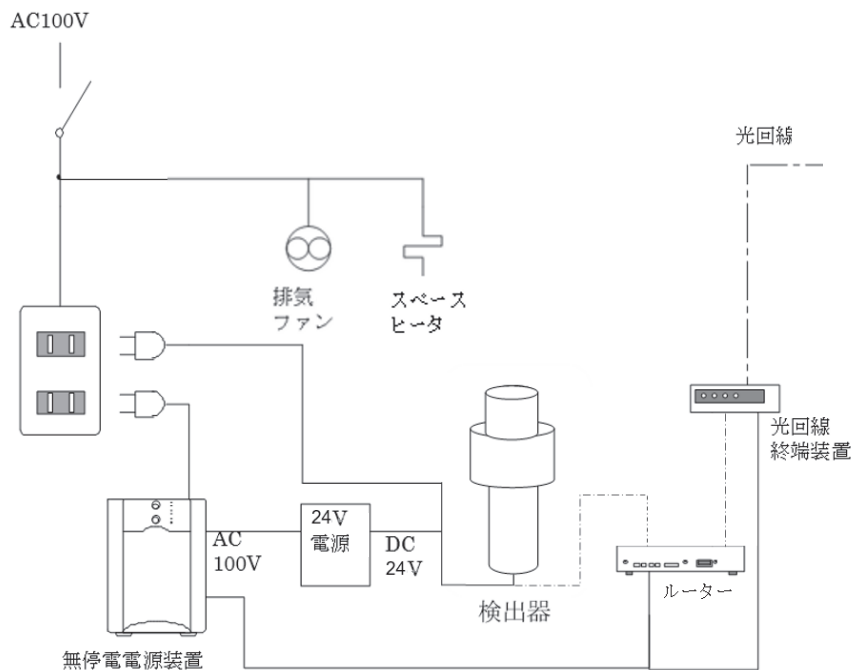 AC100V
光回線
排気
ファン
スペース
ヒータ
光回線
終端装置
24V
電源
AC
100V
DC
24V
検出器
ルーター
無停電電源装置